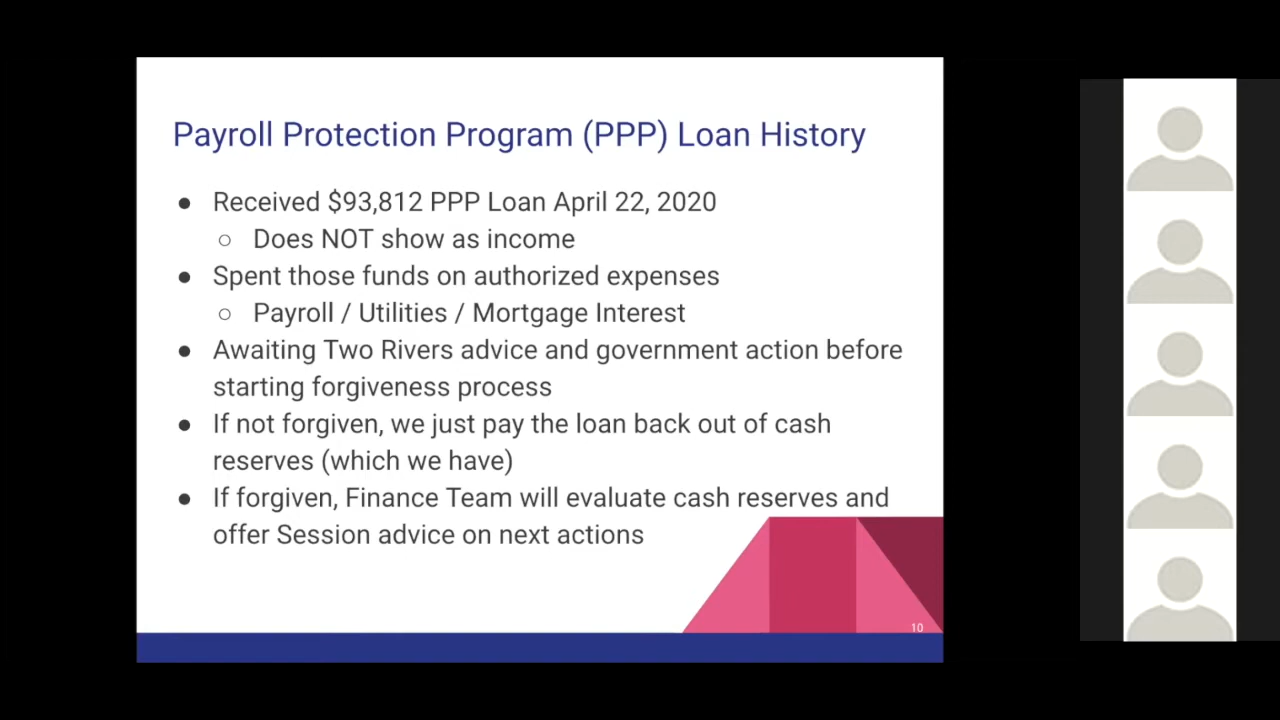 Payroll Protection Program (PPP) Loan History
● Received $93,812 PPP Loan April 22, 2020
○ Does NOT show as income
● Spent those funds on authorized expenses
○ Payroll / Utilities / Mortgage Interest
● Awaiting Two Rivers advice and government action before
starting forgiveness process
● If not forgiven, we just pay the loan back out of cash
reserves (which we have)
● If forgiven, Finance Team will evaluate cash reserves and
offer Session advice on next actions
10